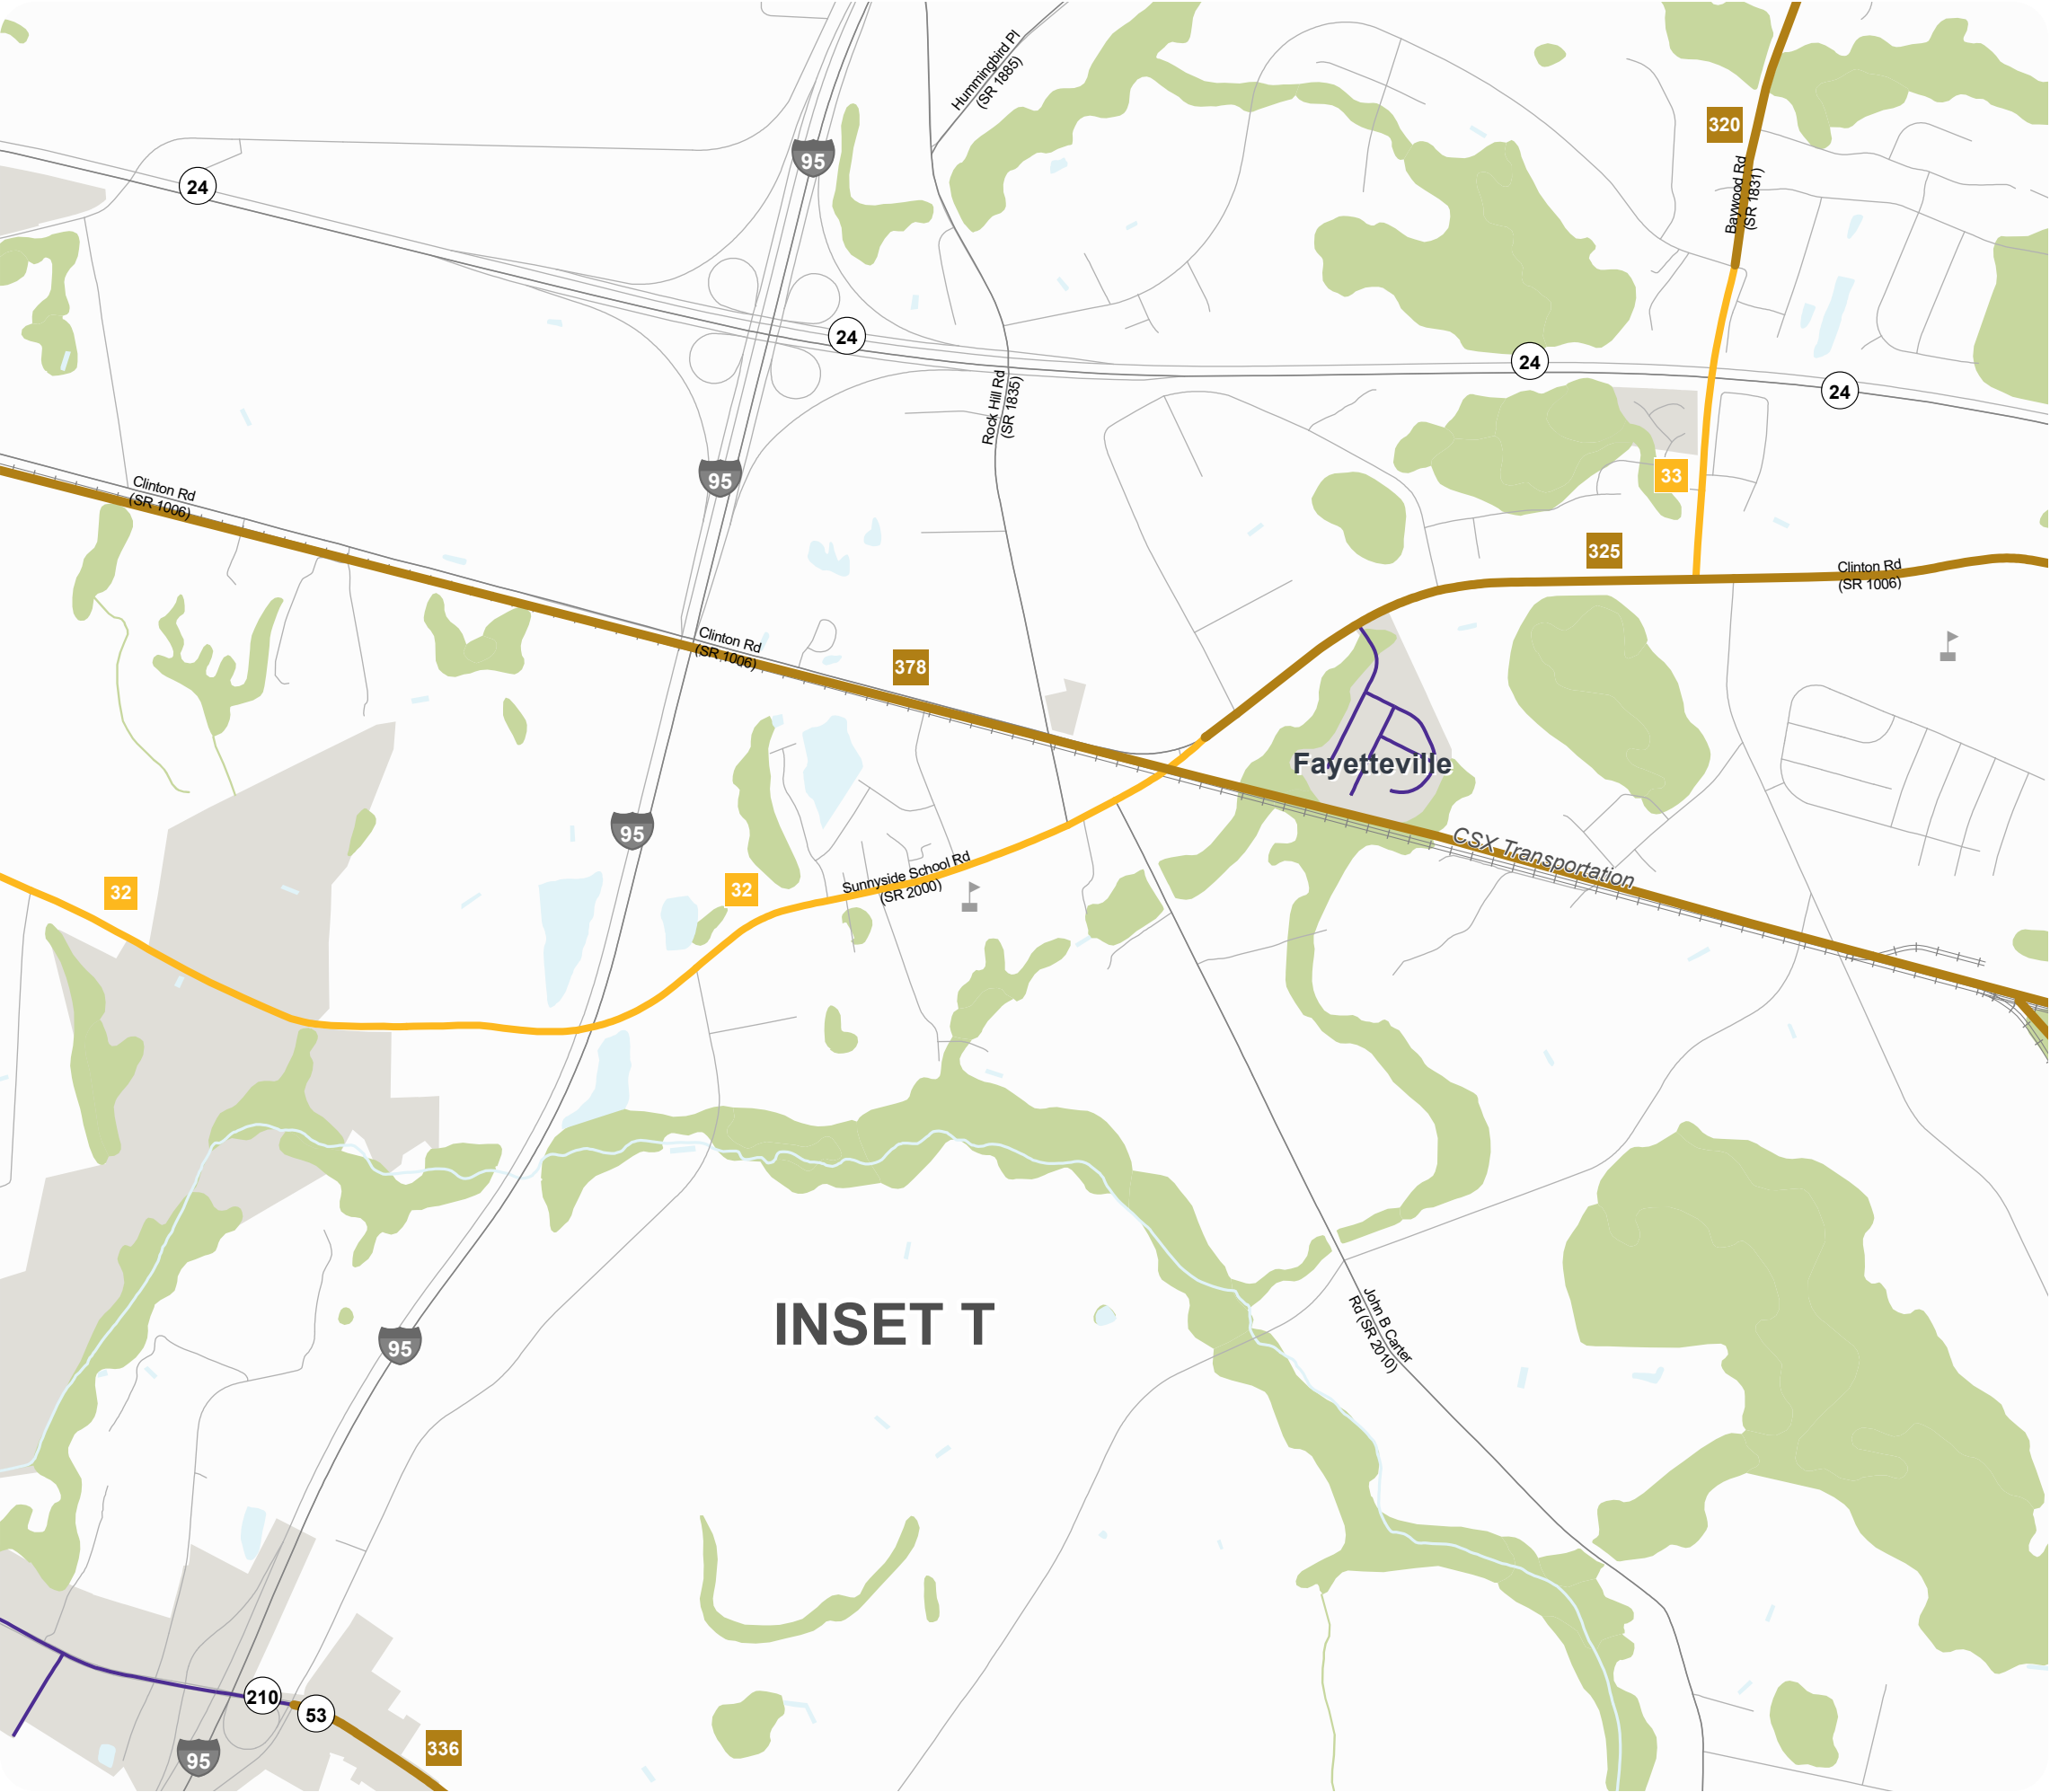 Hummingbird Pl
(SR 1885)
320
95
24
Baywood Rd
(SR 1831)
24
24
24
Rock Hill Rd
(SR 1835)
95
33
Clinton Rd
(SR 1006)
325
Clinton Rd
(SR 1006)
Clinton Rd
(SR 1006)
378
Fayetteville
95
CSX Transportation
32
32
Sunnyside School Rd
(SR 2000)
INSET T
95
John B Carter
Rd (SR 2010)
210
53
336
95